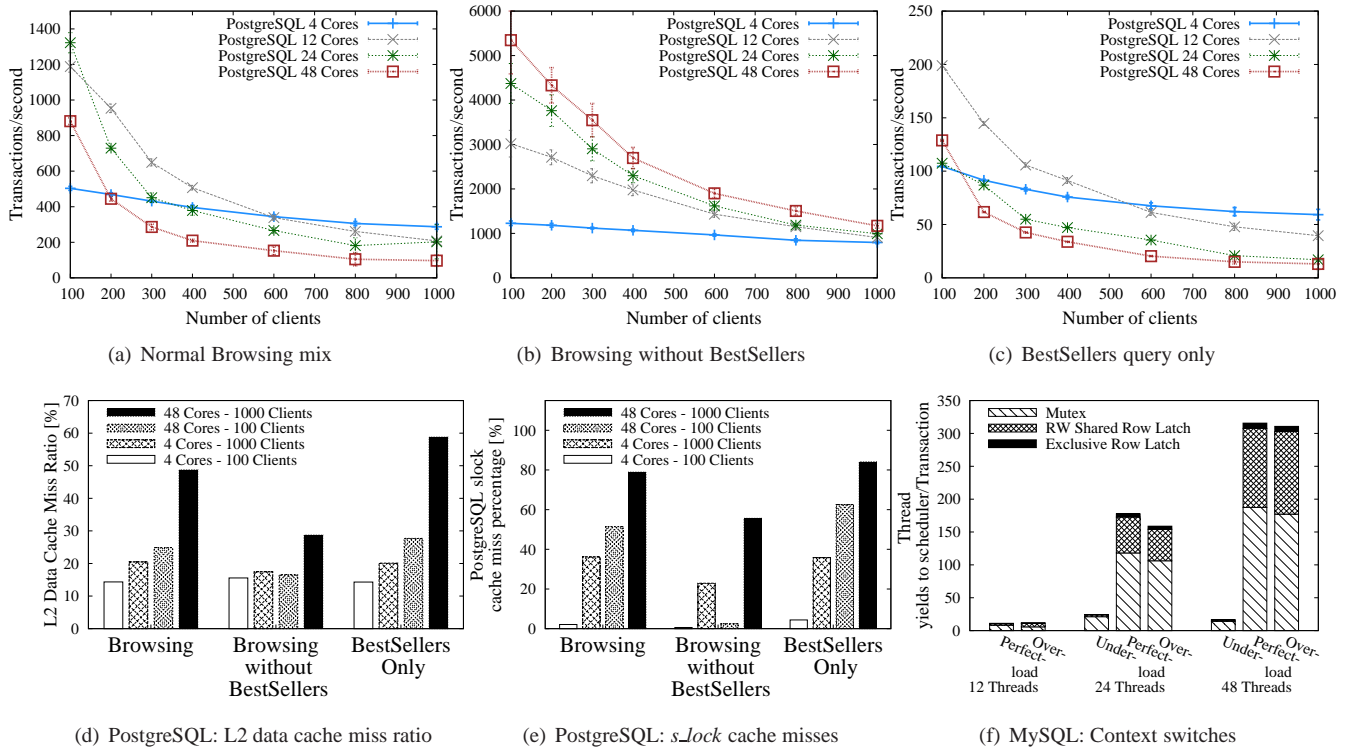 PostgreSQL 4 Cores
PostgreSQL 12 Cores
PostgreSQL 24 Cores
PostgreSQL 48 Cores
Transactions/second
1400
1200
1000
800
600
400
200
0
100 200 300 400 500 600 700 800 900 1000
Number of clients
(a) Normal Browsing mix
PostgreSQL 4 Cores
PostgreSQL 12 Cores
PostgreSQL 24 Cores
PostgreSQL 48 Cores
Transactions/second
6000
5000
4000
3000
2000
1000
0
100 200 300 400 500 600 700 800 900 1000
Number of clients
(b) Browsing without BestSellers
PostgreSQL 4 Cores
PostgreSQL 12 Cores
PostgreSQL 24 Cores
PostgreSQL 48 Cores
Transactions/second
250
200
150
100
50
0
100 200 300 400 500 600 700 800 900 1000
Number of clients
(c) BestSellers query only
L2 Data Cache Miss Ratio [%]
70
60
50
40
30
20
10
0
48 Cores - 1000 Clients
48 Cores - 100 Clients
4 Cores - 1000 Clients
4 Cores - 100 Clients
Browsing
Browsing
without
BestSellers
BestSellers
Only
(d) PostgreSQL: L2 data cache miss ratio
PostgreSQL slock
cache miss percentage [%]
100
80
60
40
20
0
48 Cores - 1000 Clients
48 Cores - 100 Clients
4 Cores - 1000 Clients
4 Cores - 100 Clients
Browsing
Browsing
without
BestSellers
BestSellers
Only
(e) PostgreSQL: s_lock cache misses
Thread
yields to scheduler/Transaction
350
300
250
200
150
100
50
0
Mutex
RW Shared Row Latch
Exclusive Row Latch
Perfect-
Over-
load
12 Threads
Under-
Perfect-
Over-
load
24 Threads
Under-
Perfect-
Over-
load
48 Threads
(f) MySQL: Context switches